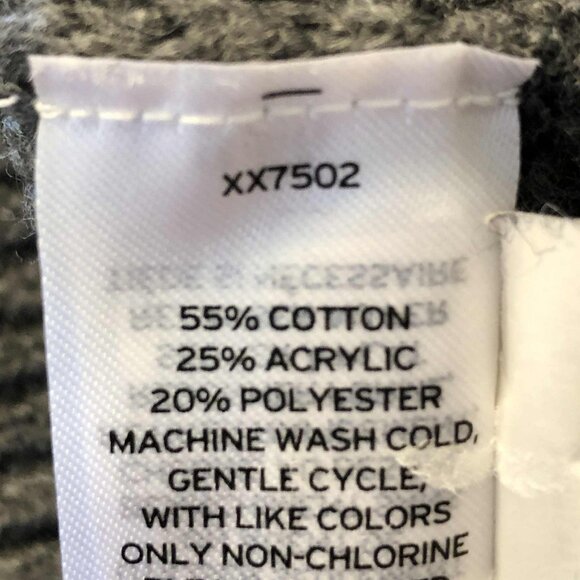 XX7502
55% COTTON
25% ACRYLIC
20% POLYESTER
MACHINE WASH COLD,
GENTLE CYCLE,
WITH LIKE COLORS
ONLY NON-CHLORINE